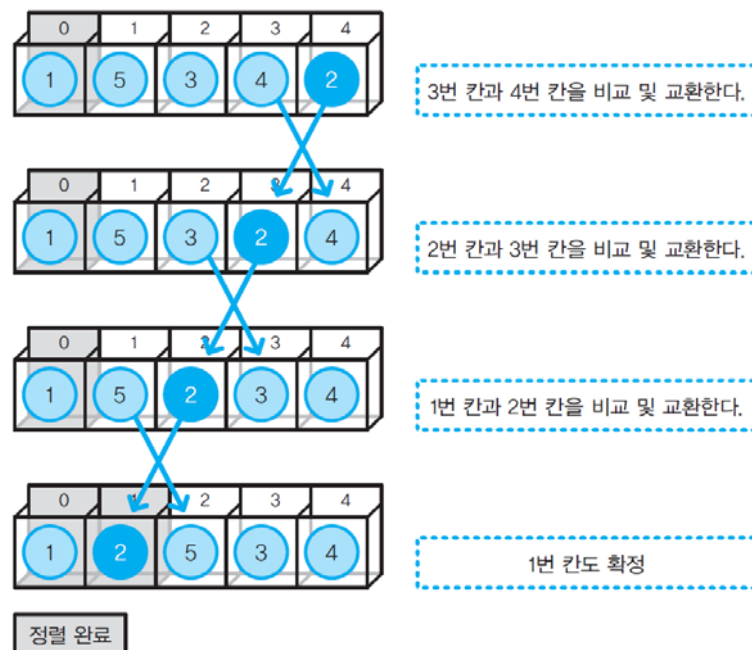 0 1 2 3 4
1 5 3 4 2
3번 칸과 4번 칸을 비교 및 교환한다.
0 1 2 3 4
1 5 3 2 4
2번 칸과 3번 칸을 비교 및 교환한다.
0 1 2 3 4
1 5 2 3 4
1번 칸과 2번 칸을 비교 및 교환한다.
0 1 2 3 4
1 2 5 3 4
1번 칸도 확정
정렬 완료